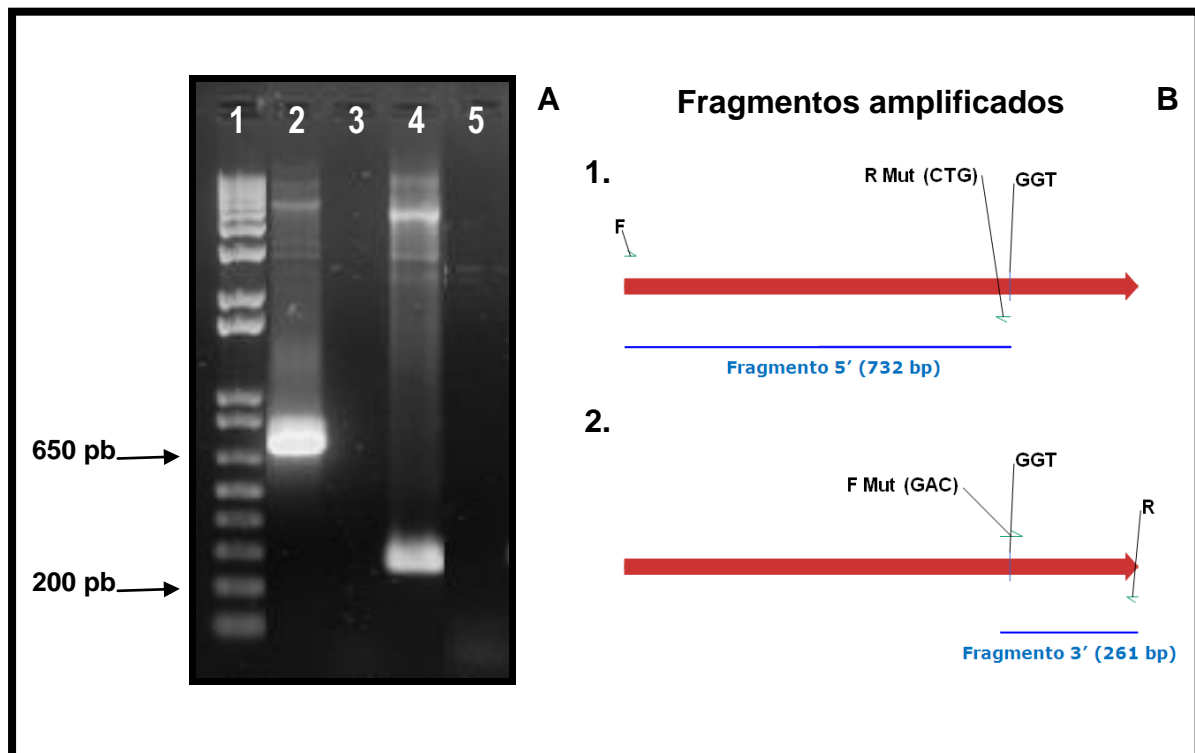 1 2 3 4 5
650 pb
200 pb
A
Fragmentos amplificados
B
1.
R Mut (CTG)
GGT
F
Fragmento 5’ (732 bp)
2.
GGT
F Mut (GAC)
R
Fragmento 3’ (261 bp)